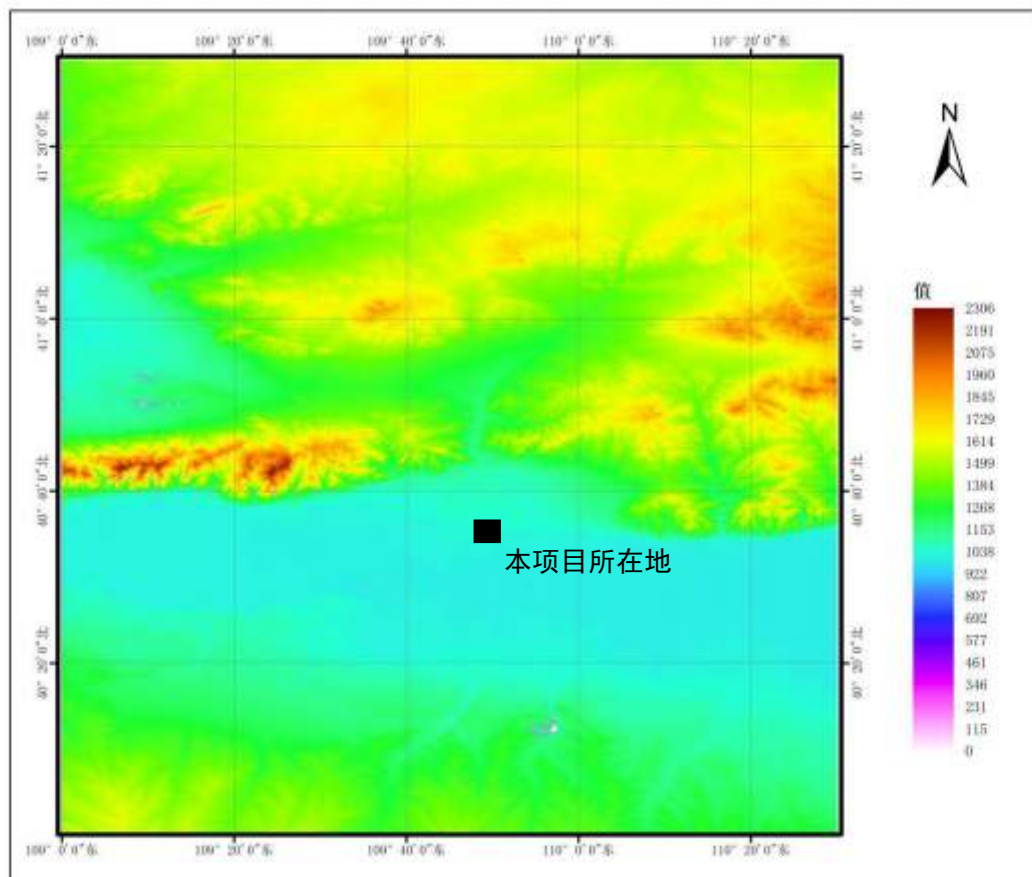 109° 0′0″东
109° 20′0″东
109° 40′0″东
110° 0′0″东
110° 20′0″东
41° 20′0″北
41° 20′0″北
N
41° 0′0″北
41° 0′0″北
值
2306
2191
2075
1960
1845
1729
1614
1499
1384
1268
1153
1038
922
807
692
577
461
346
231
115
0
40° 40′0″北
40° 40′0″北
本项目所在地
40° 20′0″北
40° 20′0″北
109° 0′0″东
109° 20′0″东
109° 40′0″东
110° 0′0″东
110° 20′0″东